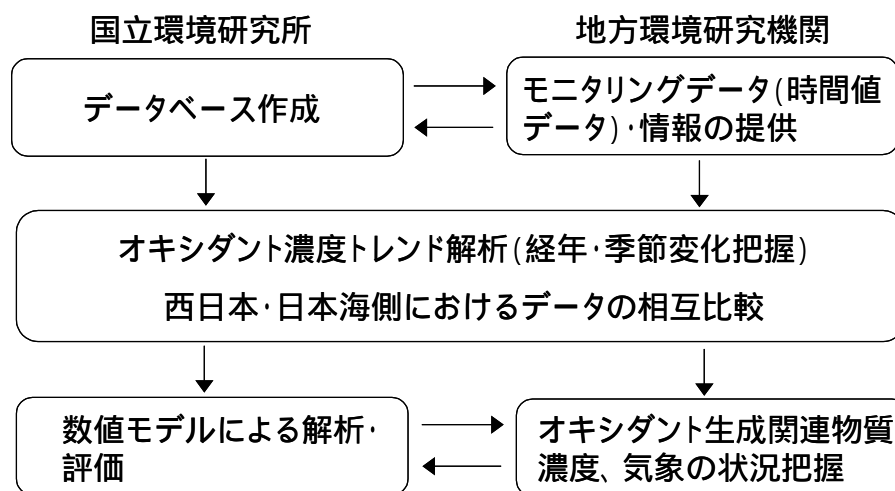 国立環境研究所
地方環境研究機関
データベース作成
モニタリングデータ(時間値
データ)・情報の提供
オキシダント濃度トレンド解析(経年・季節変化把握)
西日本・日本海側におけるデータの相互比較
数値モデルによる解析・
評価
オキシダント生成関連物質
濃度、気象の状況把握